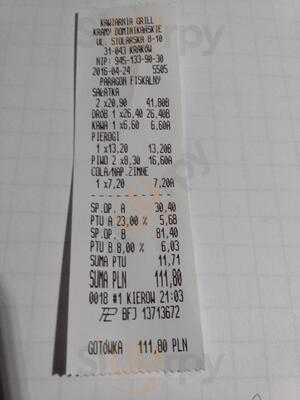 KAWIARNIA GRILL
KRAMY DOMINIKAŃSKIE
UL. STOLARSKA 8-10
31-043 KRAKÓW
NIP: 945-133-90-30
2016-04-24 5505
PARAGON FISKALNY
SAŁATKA
2 x20,90 41,80B
DRÓB 1 x26,40 26,40B
KAWA 1 x6,60 6,60A
PIEROGI
1 x13,20 13,20B
PIWO 2 x8,30 16,60A
COLA/NAP.ZIMNE
1 x7,20 7,20A
SP.OP. A 30,40
PTU A 23,00 % 5,68
SP.OP. B 81,40
PTU B 8,00 % 6,03
SUMA PTU 11,71
SUMA PLN 111,80
0018 #1 KIEROW 21:03
BFJ 13713672
GOTÓWKA 111,80 PLN